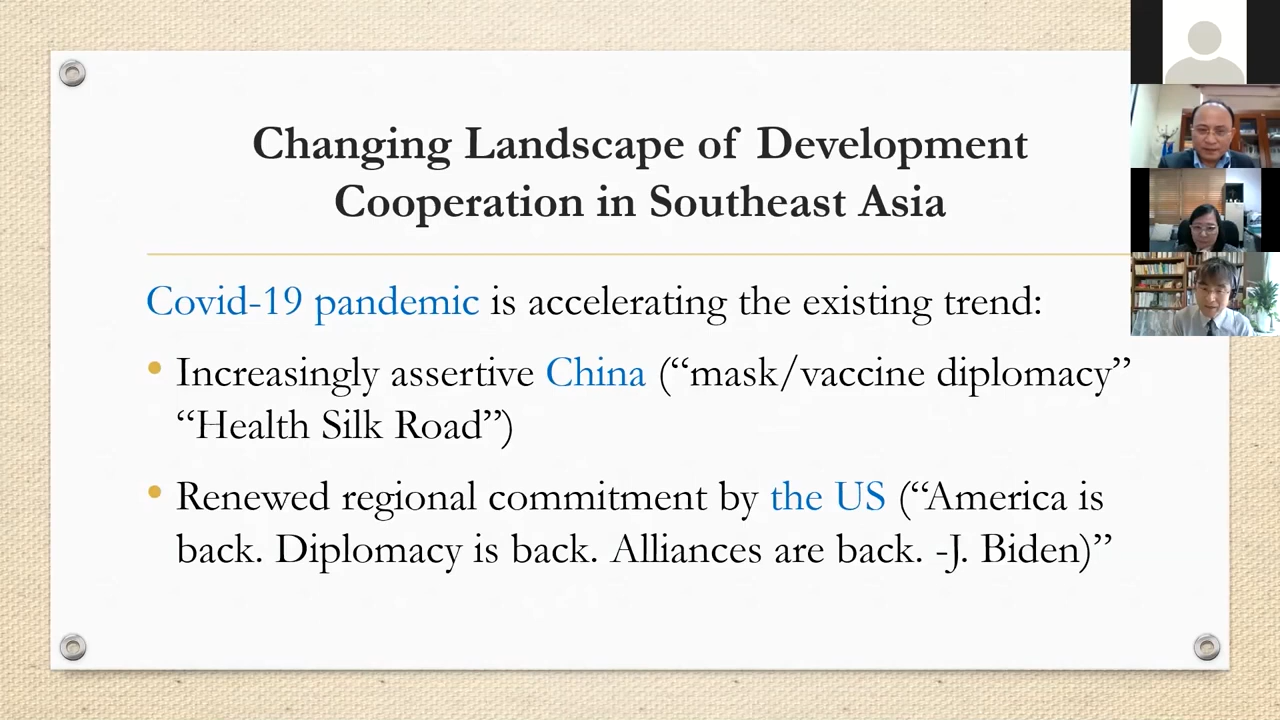 Changing Landscape of Development
Cooperation in Southeast Asia
Covid-19 pandemic is accelerating the existing trend:
• Increasingly assertive China (“mask/vaccine diplomacy”
“Health Silk Road”)
• Renewed regional commitment by the US (“America is
back. Diplomacy is back. Alliances are back. -J. Biden)”